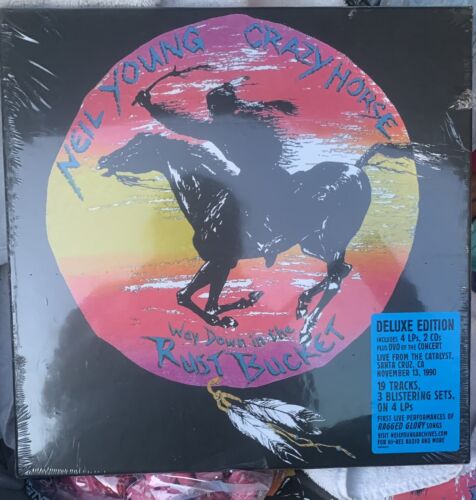 NEIL YOUNG CRAZY HORSE
Way Down in the
RUST BUCKET
DELUXE EDITION
INCLUDES 4 LPs, 2 CDs
PLUS DVD OF THE CONCERT
LIVE FROM THE CATALYST,
SANTA CRUZ, CA
NOVEMBER 13, 1990
19 TRACKS,
3 BLISTERING SETS,
ON 4 LPs
FIRST LIVE PERFORMANCES OF
RAGGED GLORY SONGS
VISIT NEILYOUNGARCHIVES.COM
FOR HI-RES AUDIO AND MORE